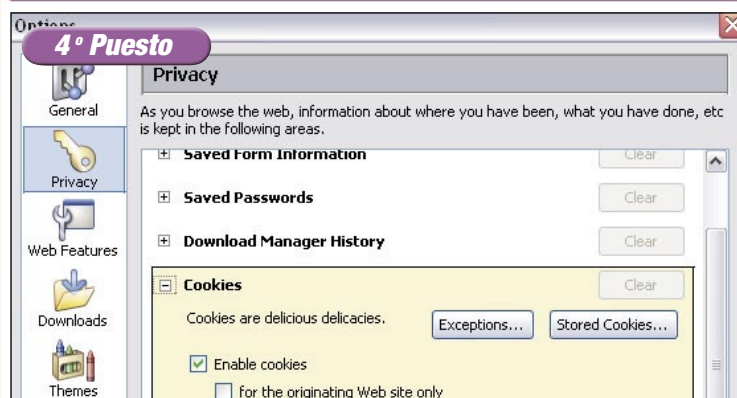 Options
4º Puesto
General
Privacy
Web Features
Downloads
Themes
Privacy
As you browse the web, information about where you have been, what you have done, etc
is kept in the following areas.
Saved Form Information
Clear
Saved Passwords
Clear
Download Manager History
Clear
Cookies
Clear
Cookies are delicious delicacies.
Exceptions...
Stored Cookies...
Enable cookies
for the originating Web site only